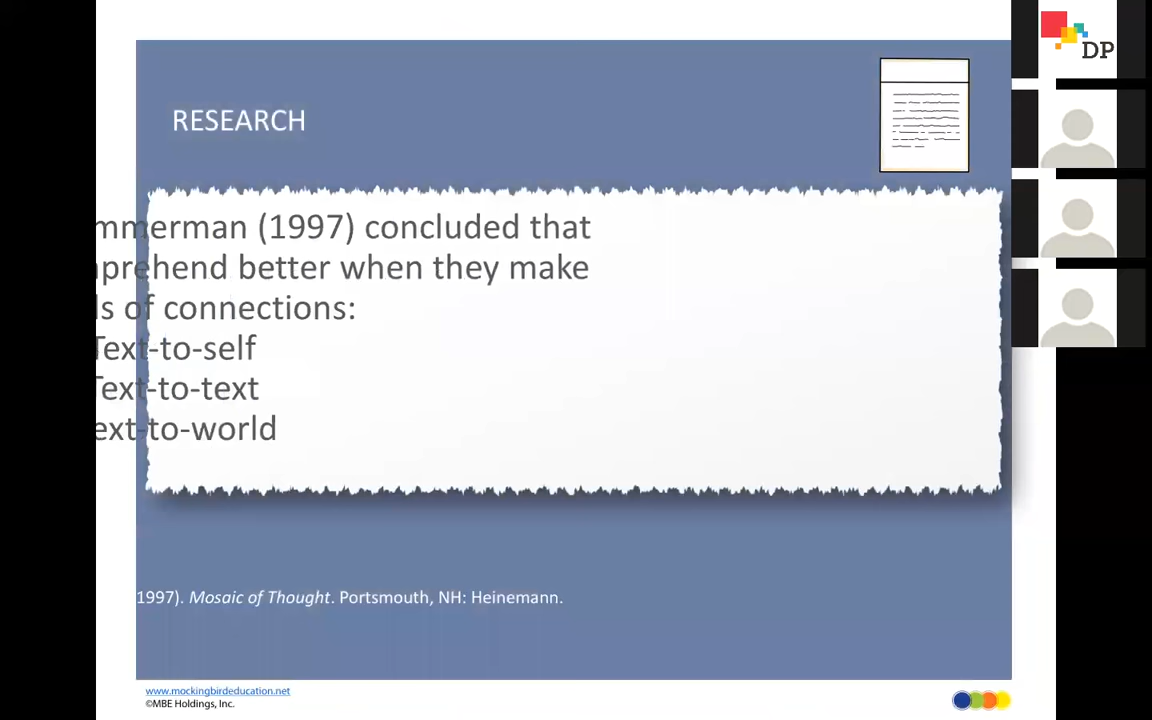 DP
RESEARCH
mmerman (1997) concluded that
prehend better when they make
ls of connections:
Text-to-self
Text-to-text
ext-to-world
1997). Mosaic of Thought. Portsmouth, NH: Heinemann.
www.mockingbirdeducation.net
©MBE Holdings, Inc.